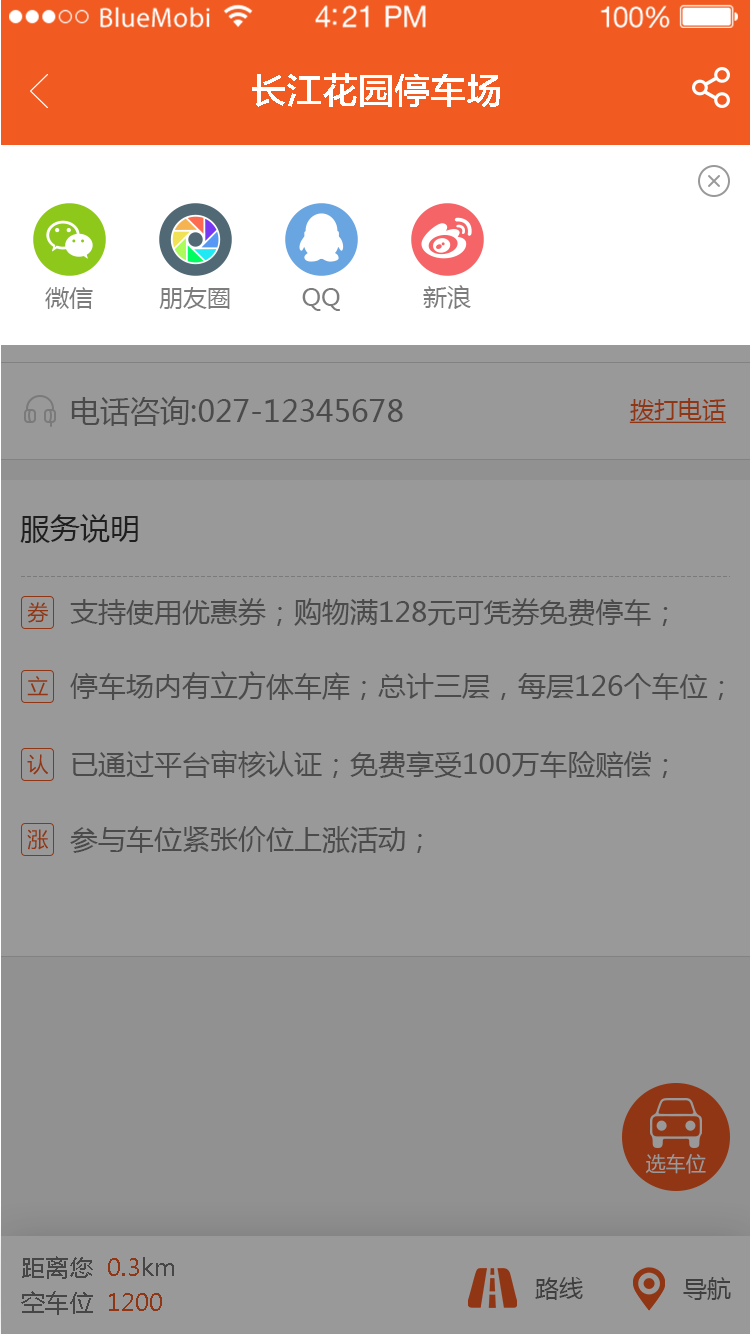 BlueMobi 4:21 PM 100%
长江花园停车场
微信 朋友圈 QQ 新浪
电话咨询:027-12345678 拨打电话
服务说明
券 支持使用优惠券；购物满128元可凭券免费停车；
立 停车场内有立方体车库；总计三层，每层126个车位；
认 已通过平台审核认证；免费享受100万车险赔偿；
涨 参与车位紧张价位上涨活动；
选车位
距离您 0.3km
空车位 1200
路线 导航